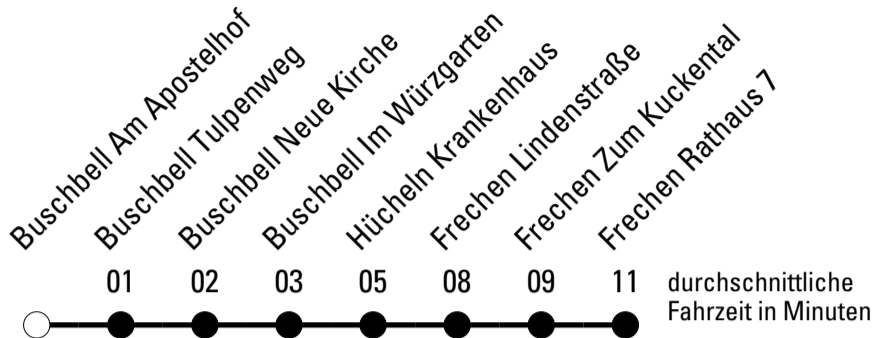 Buschbell Am Apostelhof
Buschbell Tulpenweg
Buschbell Neue Kirche
Buschbell Im Würzgarten
Hücheln Krankenhaus
Frechen Lindenstraße
Frechen Zum Kuckental
Frechen Rathaus 7
01 02 03 05 08 09 11
durchschnittliche
Fahrzeit in Minuten